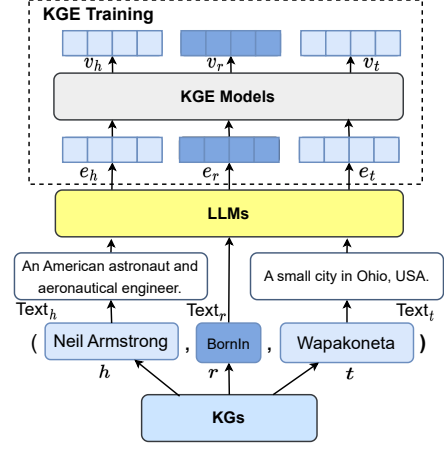 KGE Training
v_h v_r v_t
KGE Models
e_h e_r e_t
LLMs
An American astronaut and
aeronautical engineer.
A small city in Ohio, USA.
Text_h Text_r Text_t
( Neil Armstrong , BornIn , Wapakoneta )
h r t
KGs